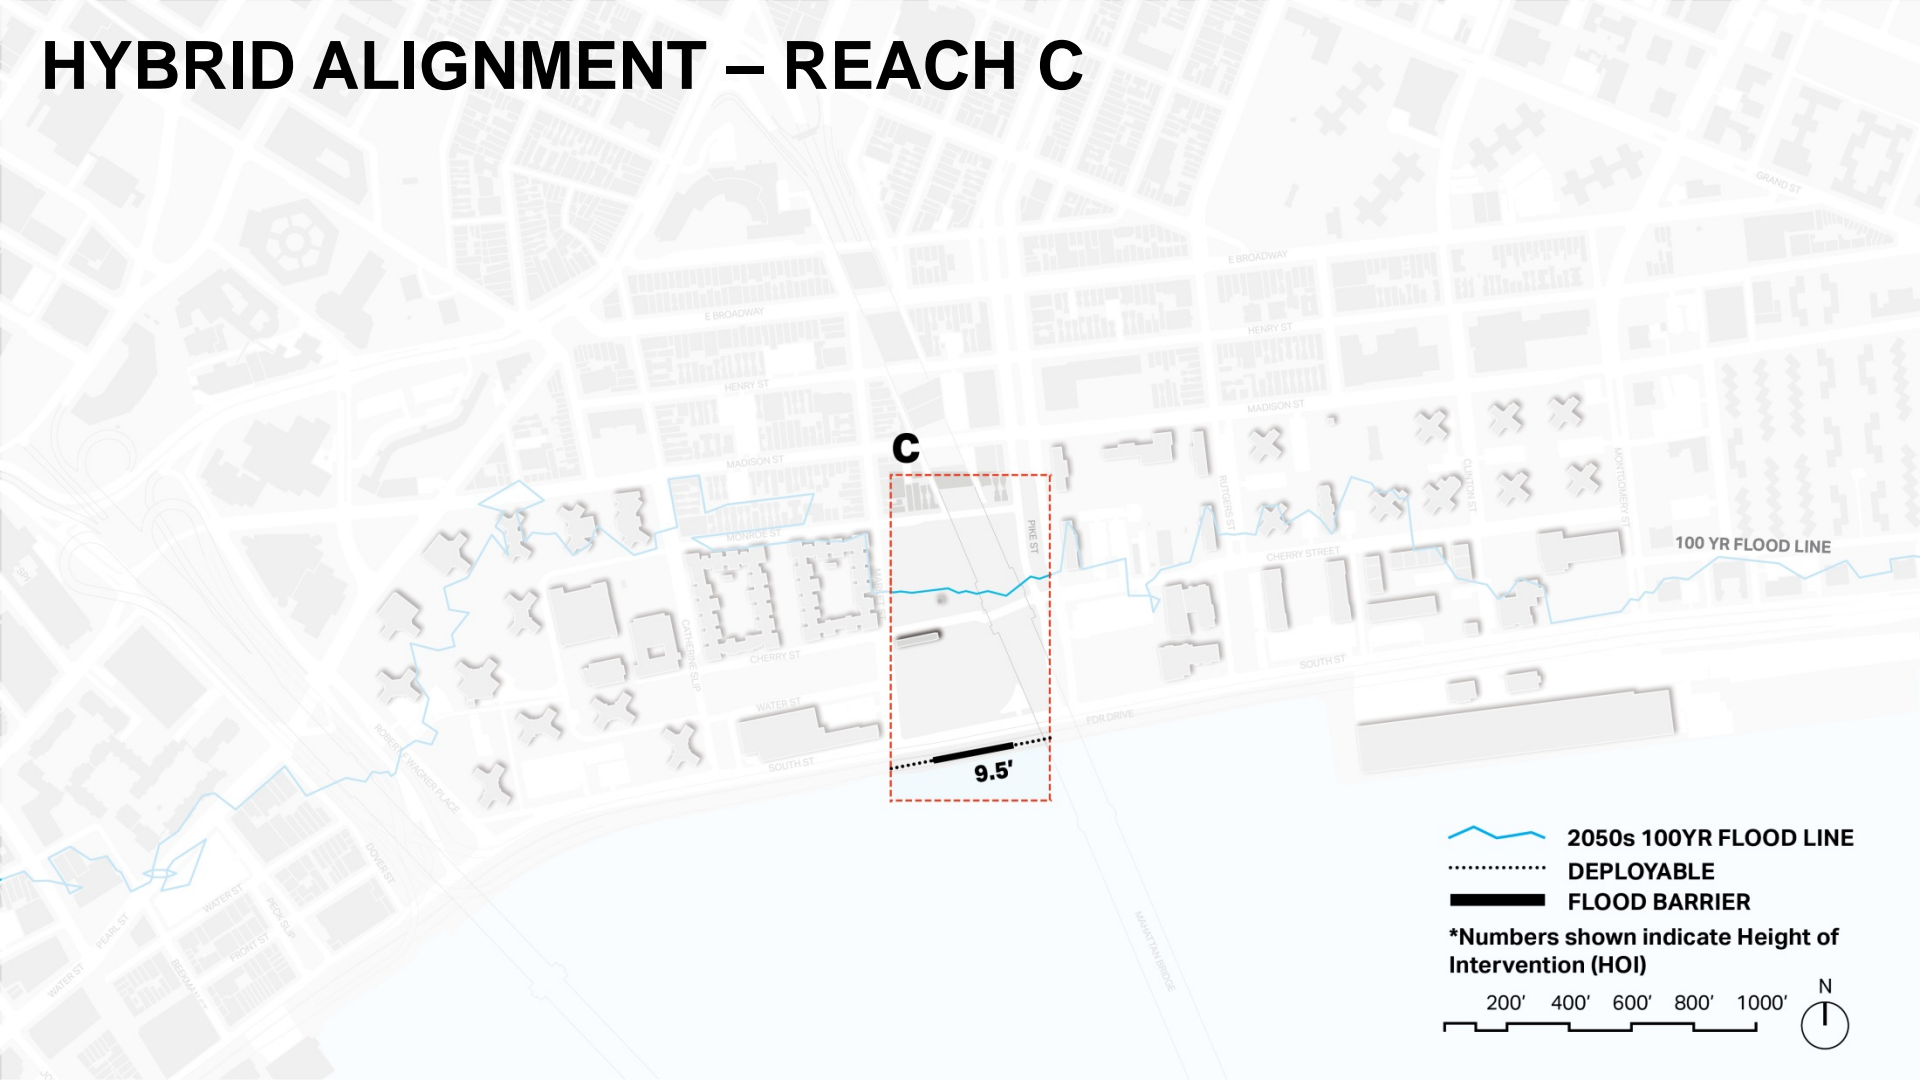 HYBRID ALIGNMENT – REACH C
GRAND ST
E BROADWAY
E BROADWAY
HENRY ST
HENRY ST
MADISON ST
C
MADISON ST
CLINTON ST
MONTGOMERY ST
RUTGERS ST
PIKE ST
MONROE ST
100 YR FLOOD LINE
CHERRY STREET
CATHERINE SLIP
CHERRY ST
SOUTH ST
WATER ST
FDR DRIVE
SOUTH ST
9.5’
ROBERT F WAGNER PLACE
DOVER ST
WATER ST
PECK SLIP
PEARL ST
FRONT ST
WATER ST
MANHATTAN BRIDGE
2050s 100YR FLOOD LINE
DEPLOYABLE
FLOOD BARRIER
*Numbers shown indicate Height of
Intervention (HOI)
N
200’ 400’ 600’ 800’ 1000’